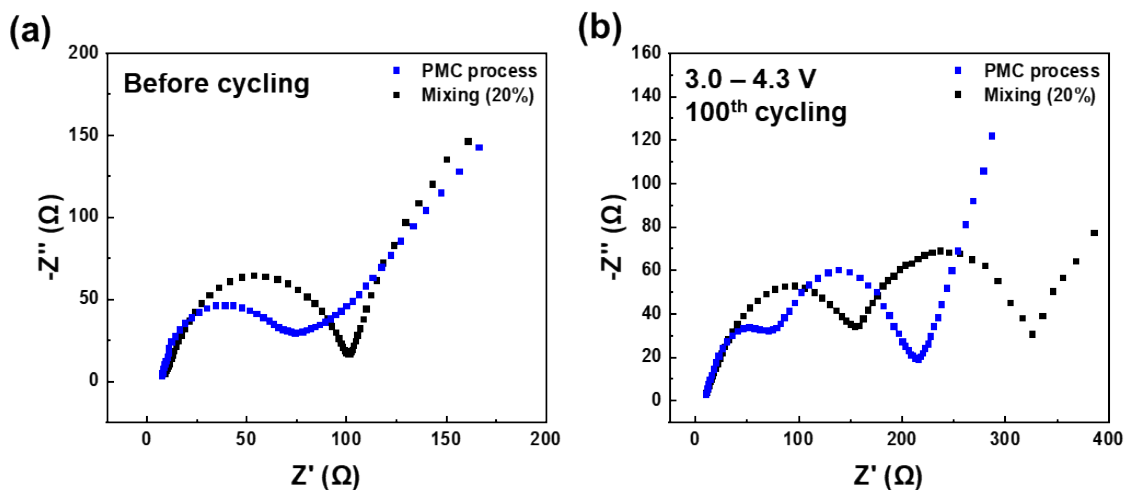 (a)
200
150
100
50
0
-Z'' (Ω)
Before cycling
PMC process
Mixing (20%)
0
50
100
150
200
Z' (Ω)
(b)
160
140
120
100
80
60
40
20
0
-Z'' (Ω)
3.0 – 4.3 V
100th cycling
PMC process
Mixing (20%)
0
100
200
300
400
Z' (Ω)